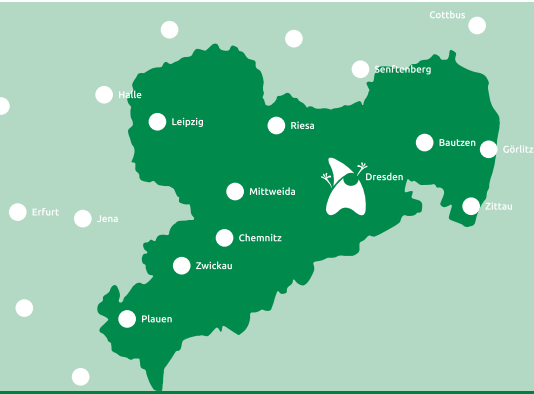 Cottbus
Senftenberg
Halle
Leipzig
Riesa
Bautzen
Görlitz
Dresden
Mittweida
Zittau
Erfurt
Jena
Chemnitz
Zwickau
Plauen